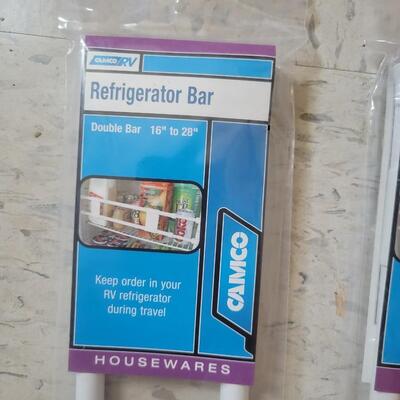 CAMCO RV
Refrigerator Bar
Double Bar 16" to 28"
Keep order in your
RV refrigerator
during travel
CAMCO
HOUSEWARES